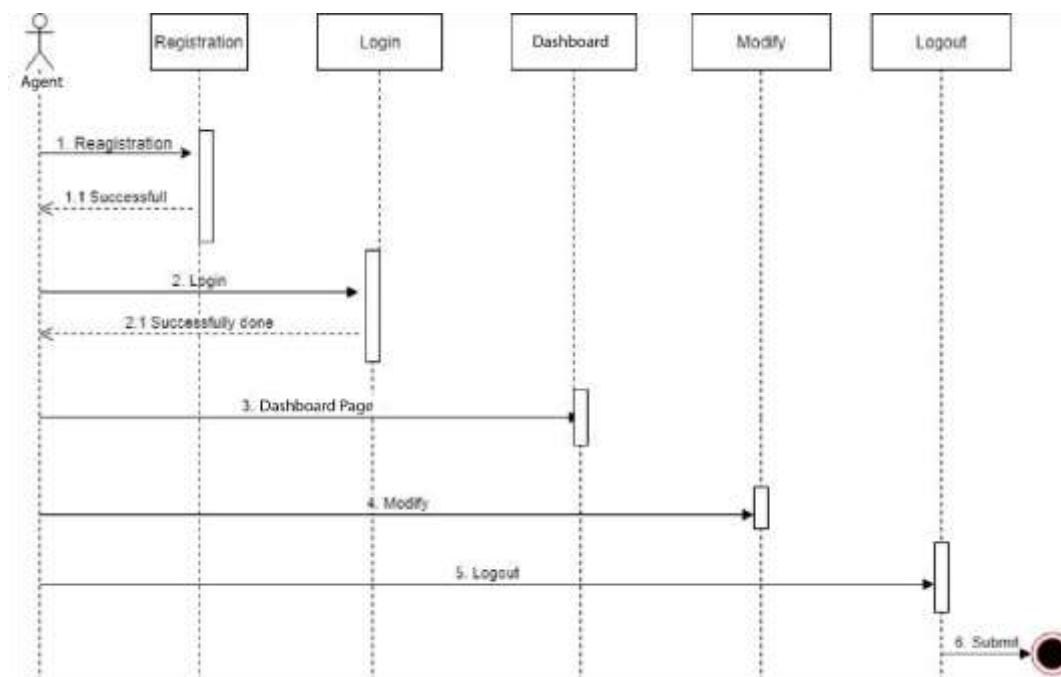 Registration
Login
Dashboard
Modify
Logout
Agent
1. Reagistration
1.1 Successfull
2. Login
2.1 Successfully done
3. Dashboard Page
4. Modify
5. Logout
6. Submit